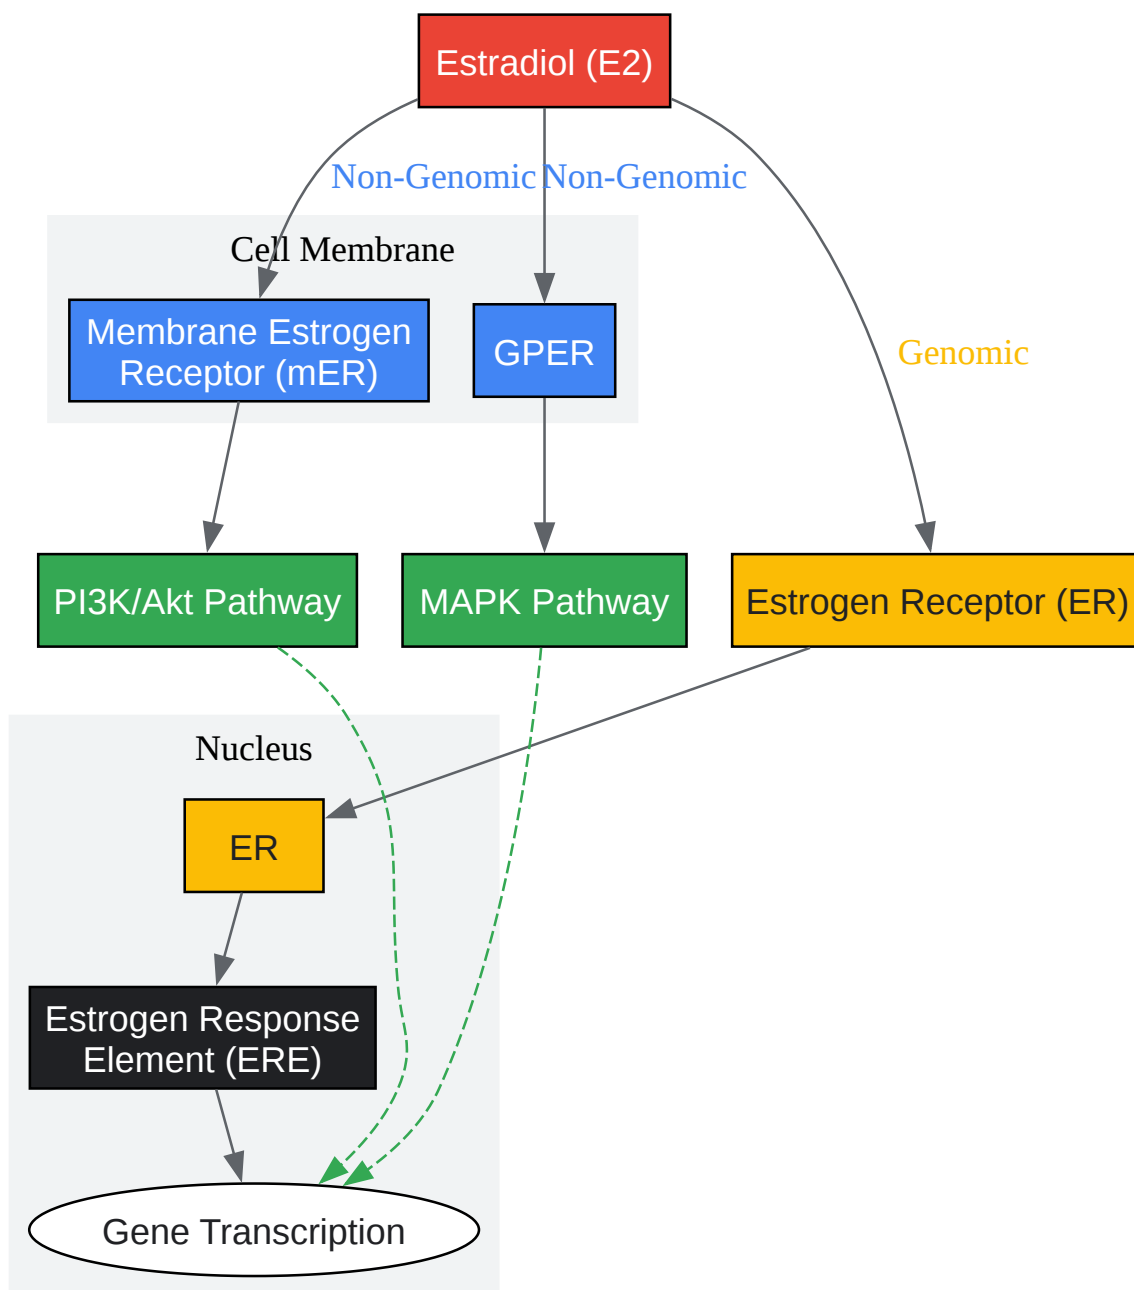 Estradiol (E2)
Non-Genomic
Non-Genomic
Cell Membrane
Membrane Estrogen
Receptor (mER)
GPER
Genomic
PI3K/Akt Pathway
MAPK Pathway
Estrogen Receptor (ER)
Nucleus
ER
Estrogen Response
Element (ERE)
Gene Transcription